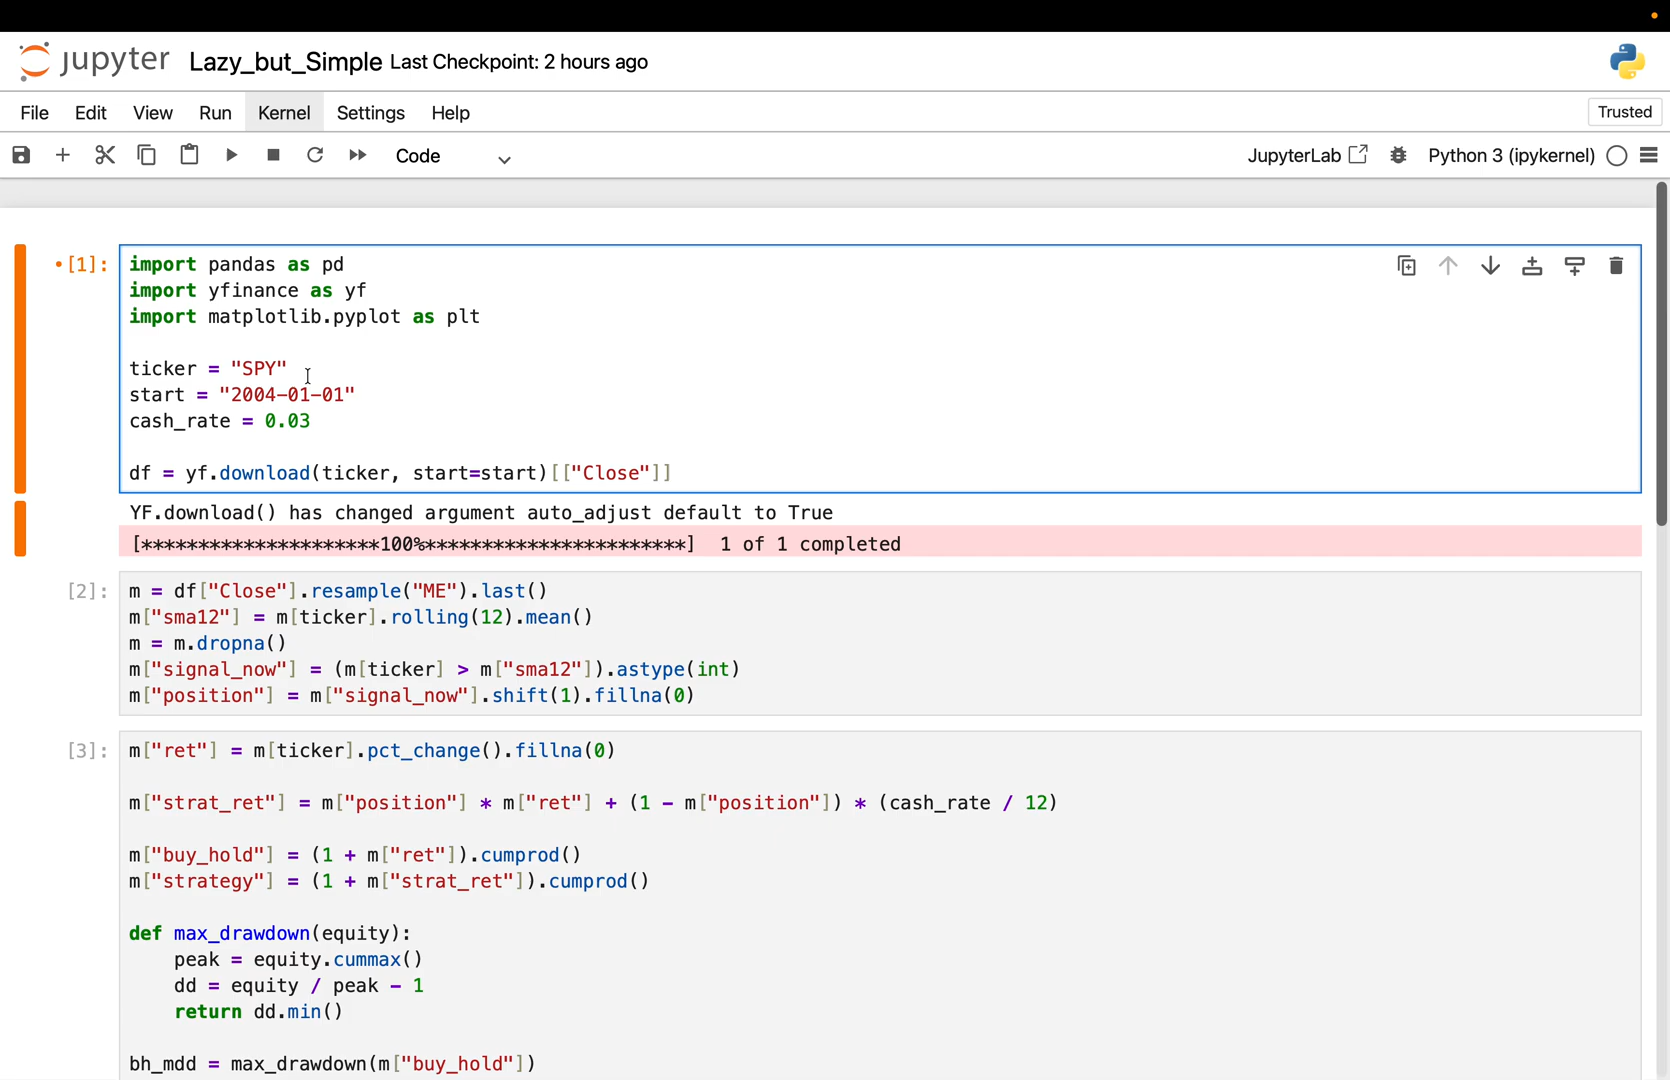 jupyter Lazy_but_Simple Last Checkpoint: 2 hours ago
File Edit View Run Kernel Settings Help Trusted
Code JupyterLab Python 3 (ipykernel)
[1]:
import pandas as pd
import yfinance as yf
import matplotlib.pyplot as plt
ticker = "SPY"
start = "2004-01-01"
cash_rate = 0.03
df = yf.download(ticker, start=start)[["Close"]]
YF.download() has changed argument auto_adjust default to True
[*********************100%***********************]  1 of 1 completed
[2]:
m = df["Close"].resample("ME").last()
m["sma12"] = m[ticker].rolling(12).mean()
m = m.dropna()
m["signal_now"] = (m[ticker] > m["sma12"]).astype(int)
m["position"] = m["signal_now"].shift(1).fillna(0)
[3]:
m["ret"] = m[ticker].pct_change().fillna(0)
m["strat_ret"] = m["position"] * m["ret"] + (1 - m["position"]) * (cash_rate / 12)
m["buy_hold"] = (1 + m["ret"]).cumprod()
m["strategy"] = (1 + m["strat_ret"]).cumprod()
def max_drawdown(equity):
    peak = equity.cummax()
    dd = equity / peak - 1
    return dd.min()
bh_mdd = max_drawdown(m["buy_hold"])